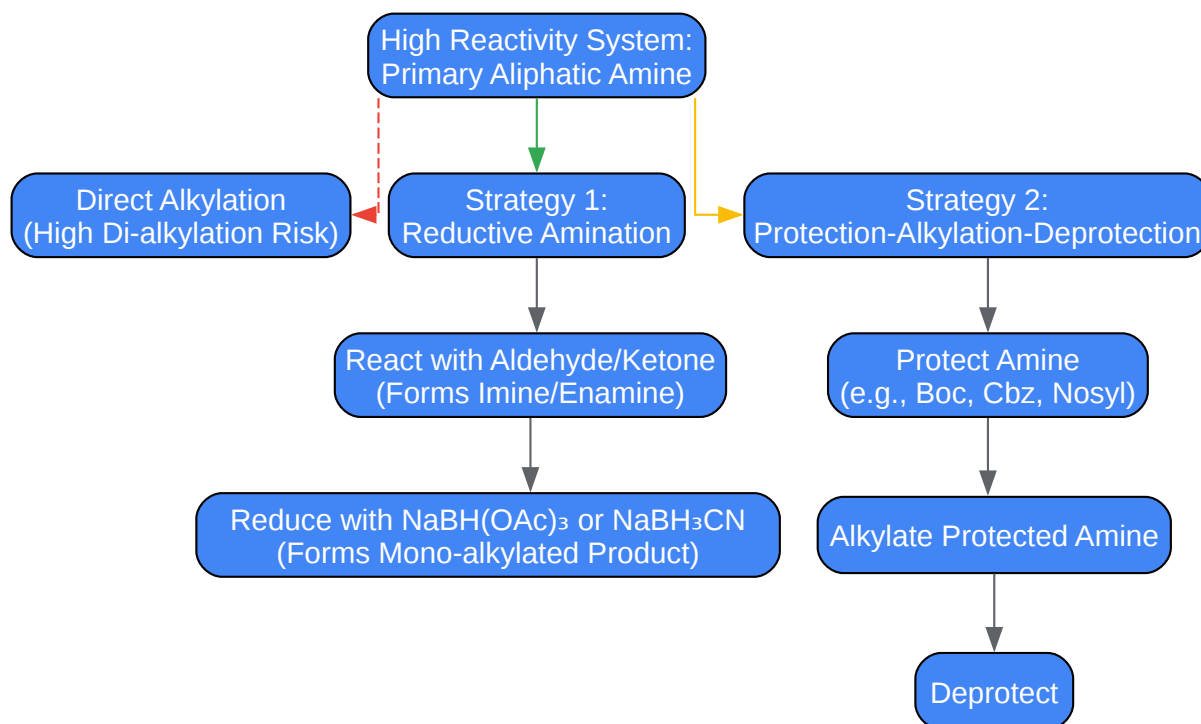 High Reactivity System:
Primary Aliphatic Amine
Direct Alkylation
(High Di-alkylation Risk)
Strategy 1:
Reductive Amination
Strategy 2:
Protection-Alkylation-Deprotection
React with Aldehyde/Ketone
(Forms Imine/Enamine)
Protect Amine
(e.g., Boc, Cbz, Nosyl)
Reduce with NaBH(OAc)₃ or NaBH₃CN
(Forms Mono-alkylated Product)
Alkylate Protected Amine
Deprotect